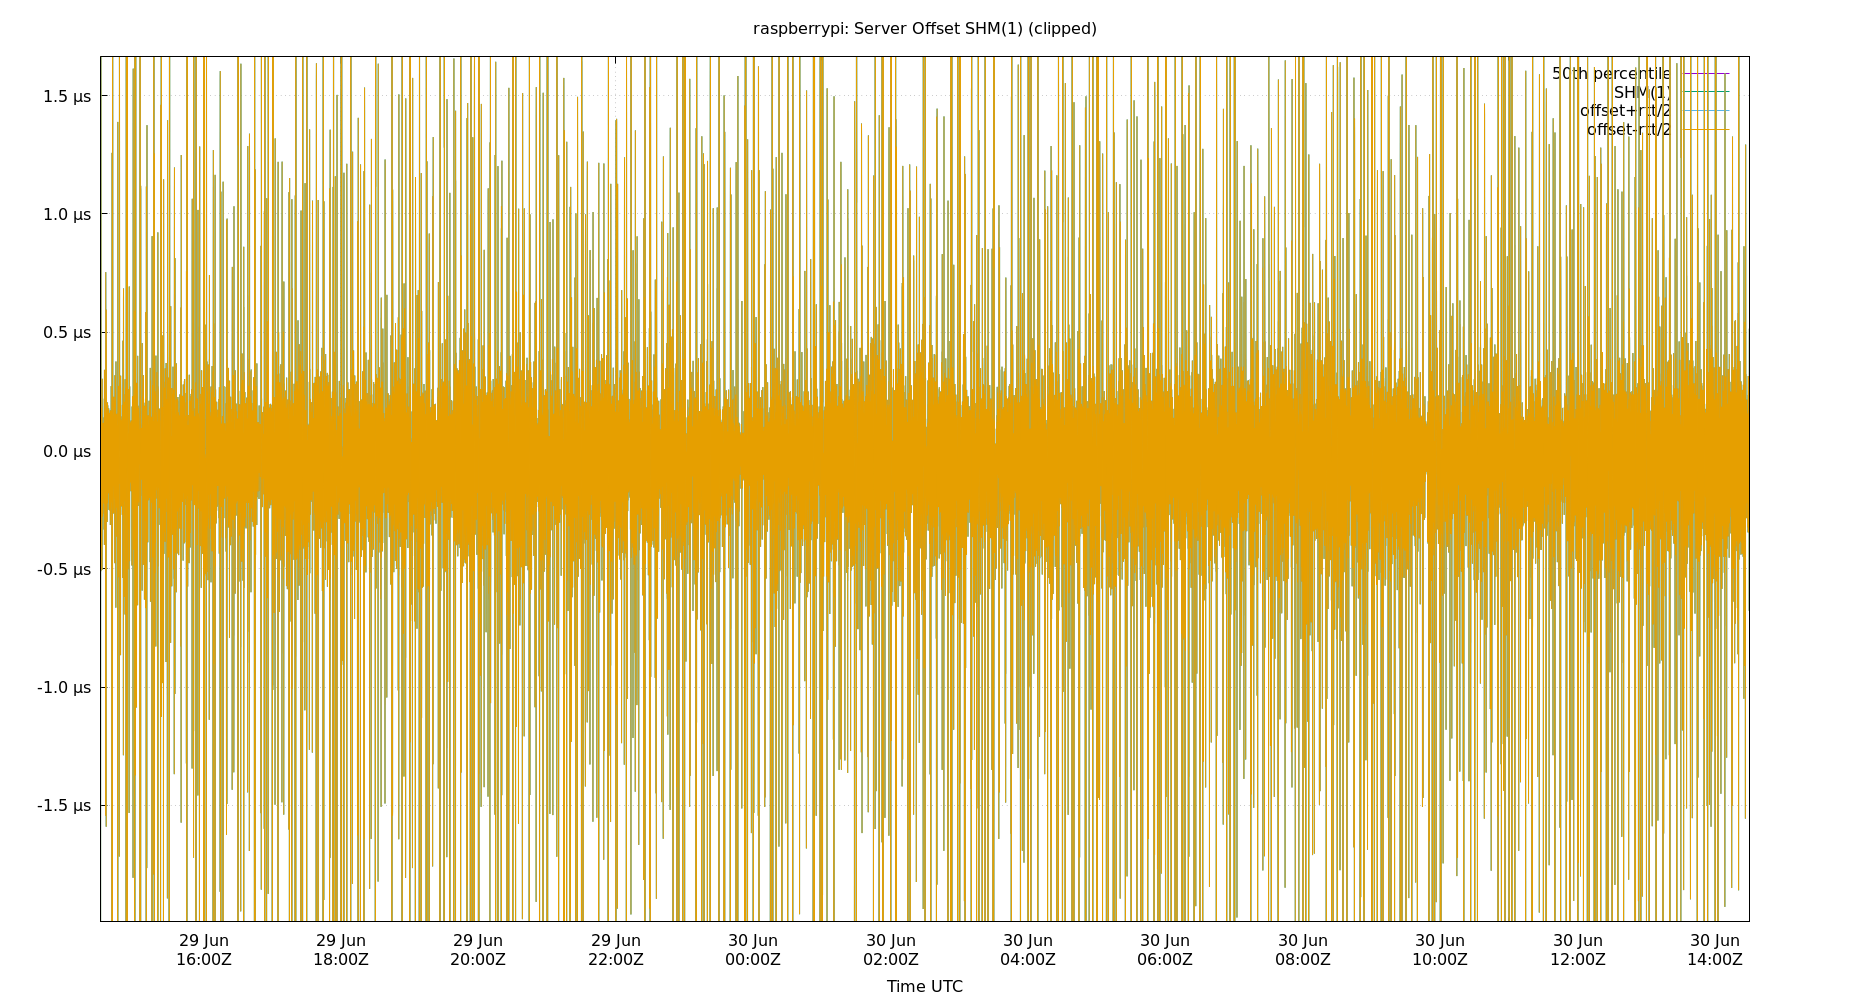 raspberrypi: Server Offset SHM(1) (clipped)
50th percentile
SHM(1)
offset+rtt/2
offset-rtt/2
1.5 µs
1.0 µs
0.5 µs
0.0 µs
-0.5 µs
-1.0 µs
-1.5 µs
29 Jun 29 Jun 29 Jun 29 Jun 30 Jun 30 Jun 30 Jun 30 Jun 30 Jun 30 Jun 30 Jun 30 Jun
16:00Z 18:00Z 20:00Z 22:00Z 00:00Z 02:00Z 04:00Z 06:00Z 08:00Z 10:00Z 12:00Z 14:00Z
Time UTC